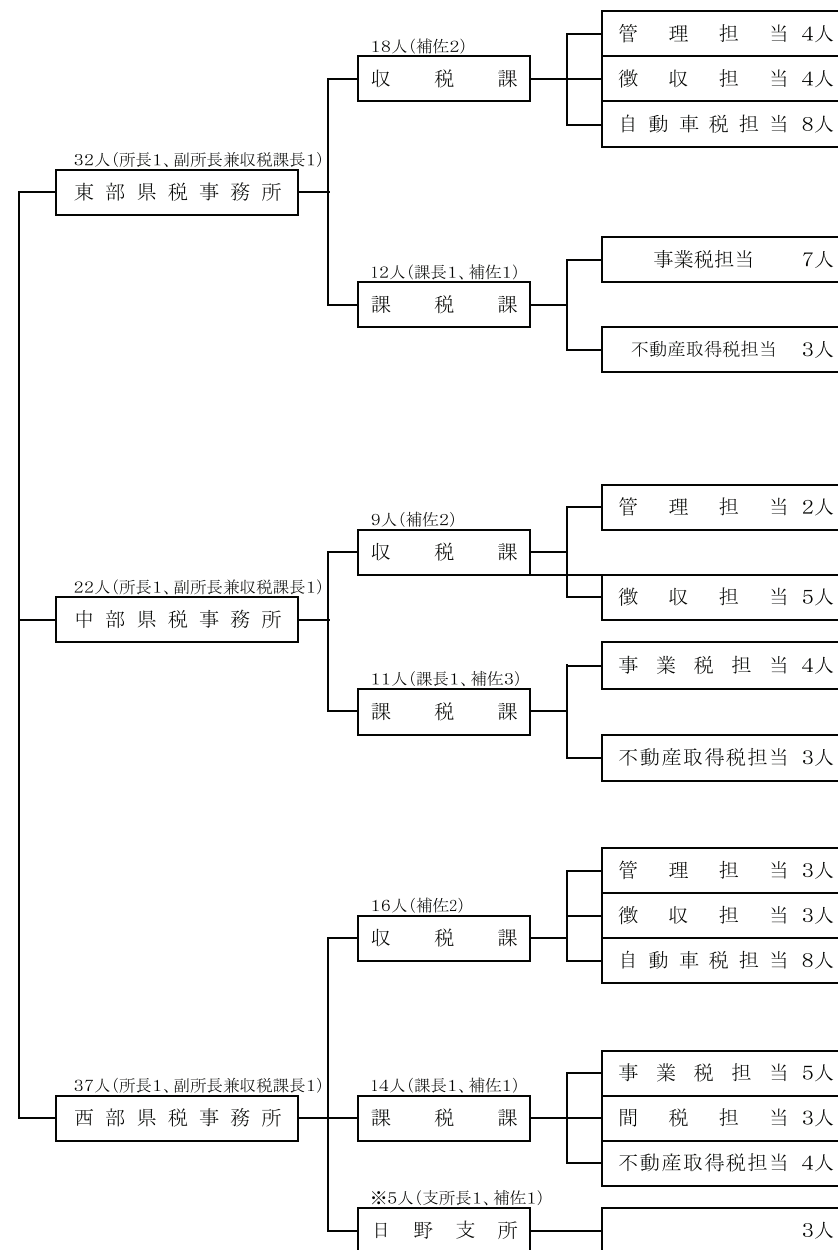 32人(所長1、副所長兼収税課長1)
東部県税事務所
18人(補佐2)
収税課
管理担当 4人
徴収担当 4人
自動車税担当 8人
12人(課長1、補佐1)
課税課
事業税担当 7人
不動産取得税担当 3人
22人(所長1、副所長兼収税課長1)
中部県税事務所
9人(補佐2)
収税課
管理担当 2人
徴収担当 5人
11人(課長1、補佐3)
課税課
事業税担当 4人
不動産取得税担当 3人
37人(所長1、副所長兼収税課長1)
西部県税事務所
16人(補佐2)
収税課
管理担当 3人
徴収担当 3人
自動車税担当 8人
14人(課長1、補佐1)
課税課
事業税担当 5人
間税担当 3人
不動産取得税担当 4人
※5人(支所長1、補佐1)
日野支所
3人